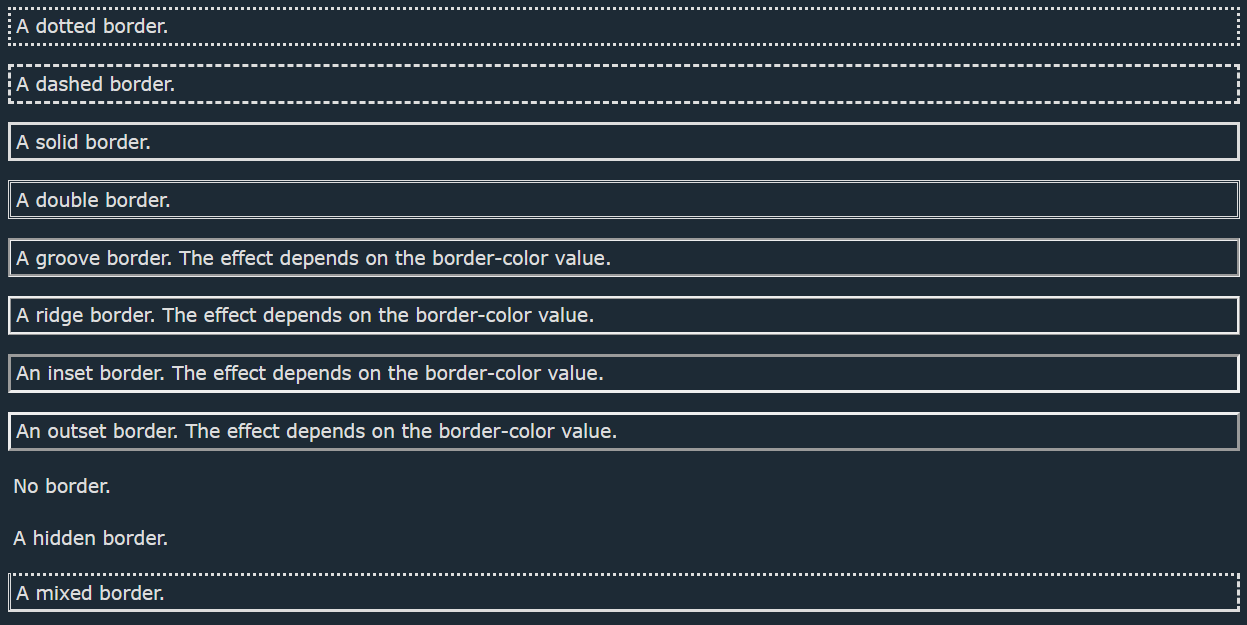 A dotted border.
A dashed border.
A solid border.
A double border.
A groove border. The effect depends on the border-color value.
A ridge border. The effect depends on the border-color value.
An inset border. The effect depends on the border-color value.
An outset border. The effect depends on the border-color value.
No border.
A hidden border.
A mixed border.